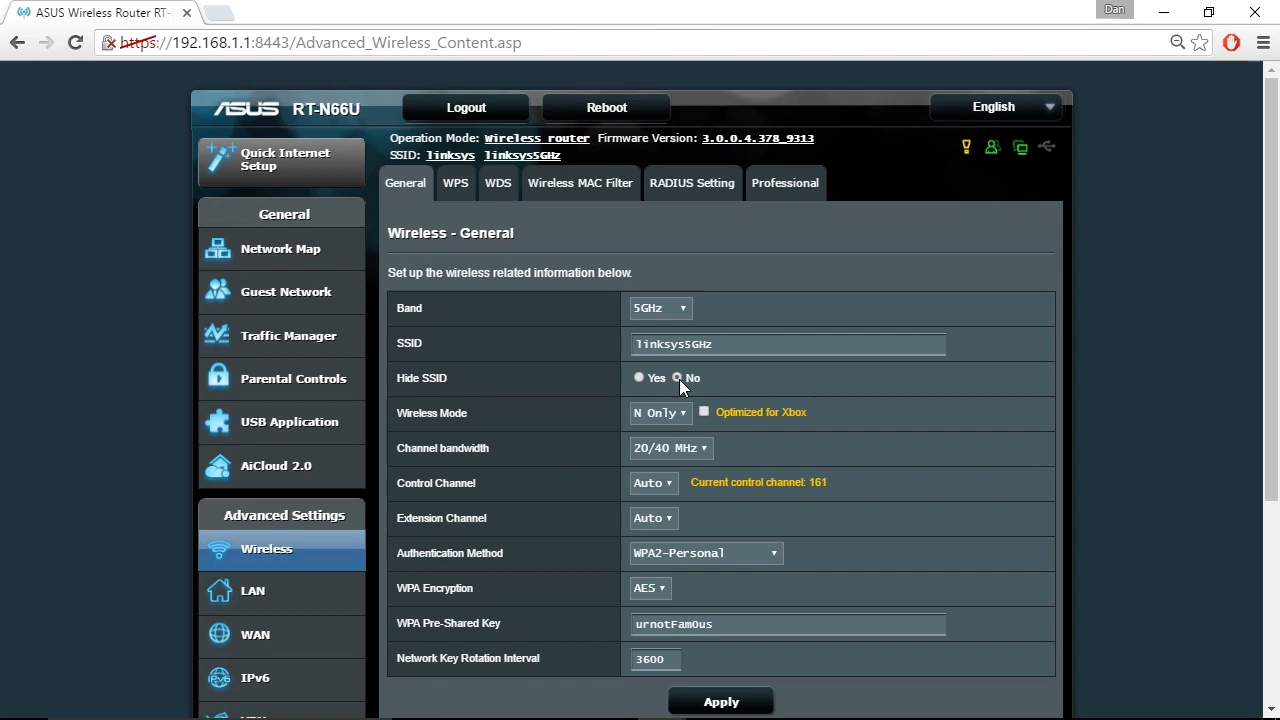 ASUS Wireless Router RT-
Dan
https://192.168.1.1:8443/Advanced_Wireless_Content.asp
ASUS RT-N66U
Logout
Reboot
English
Operation Mode: Wireless router Firmware Version: 3.0.0.4.378_9313
SSID: linksys linksys5GHz
Quick Internet
Setup
General
Network Map
Guest Network
Traffic Manager
Parental Controls
USB Application
AiCloud 2.0
Advanced Settings
Wireless
LAN
WAN
IPv6
General WPS WDS Wireless MAC Filter RADIUS Setting Professional
Wireless - General
Set up the wireless related information below.
Band 5GHz
SSID linksys5GHz
Hide SSID Yes No
Wireless Mode N Only Optimized for Xbox
Channel bandwidth 20/40 MHz
Control Channel Auto Current control channel: 161
Extension Channel Auto
Authentication Method WPA2-Personal
WPA Encryption AES
WPA Pre-Shared Key urnotFam0us
Network Key Rotation Interval 3600
Apply